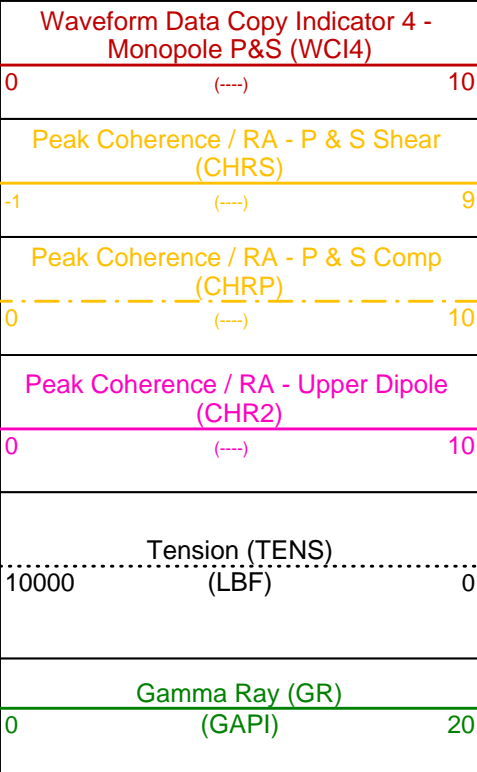 Waveform Data Copy Indicator 4 -
Monopole P&S (WCI4)
0 (----) 10
Peak Coherence / RA - P & S Shear
(CHRS)
-1 (----) 9
Peak Coherence / RA - P & S Comp
(CHRP)
0 (----) 10
Peak Coherence / RA - Upper Dipole
(CHR2)
0 (----) 10
Tension (TENS)
10000 (LBF) 0
Gamma Ray (GR)
0 (GAPI) 20